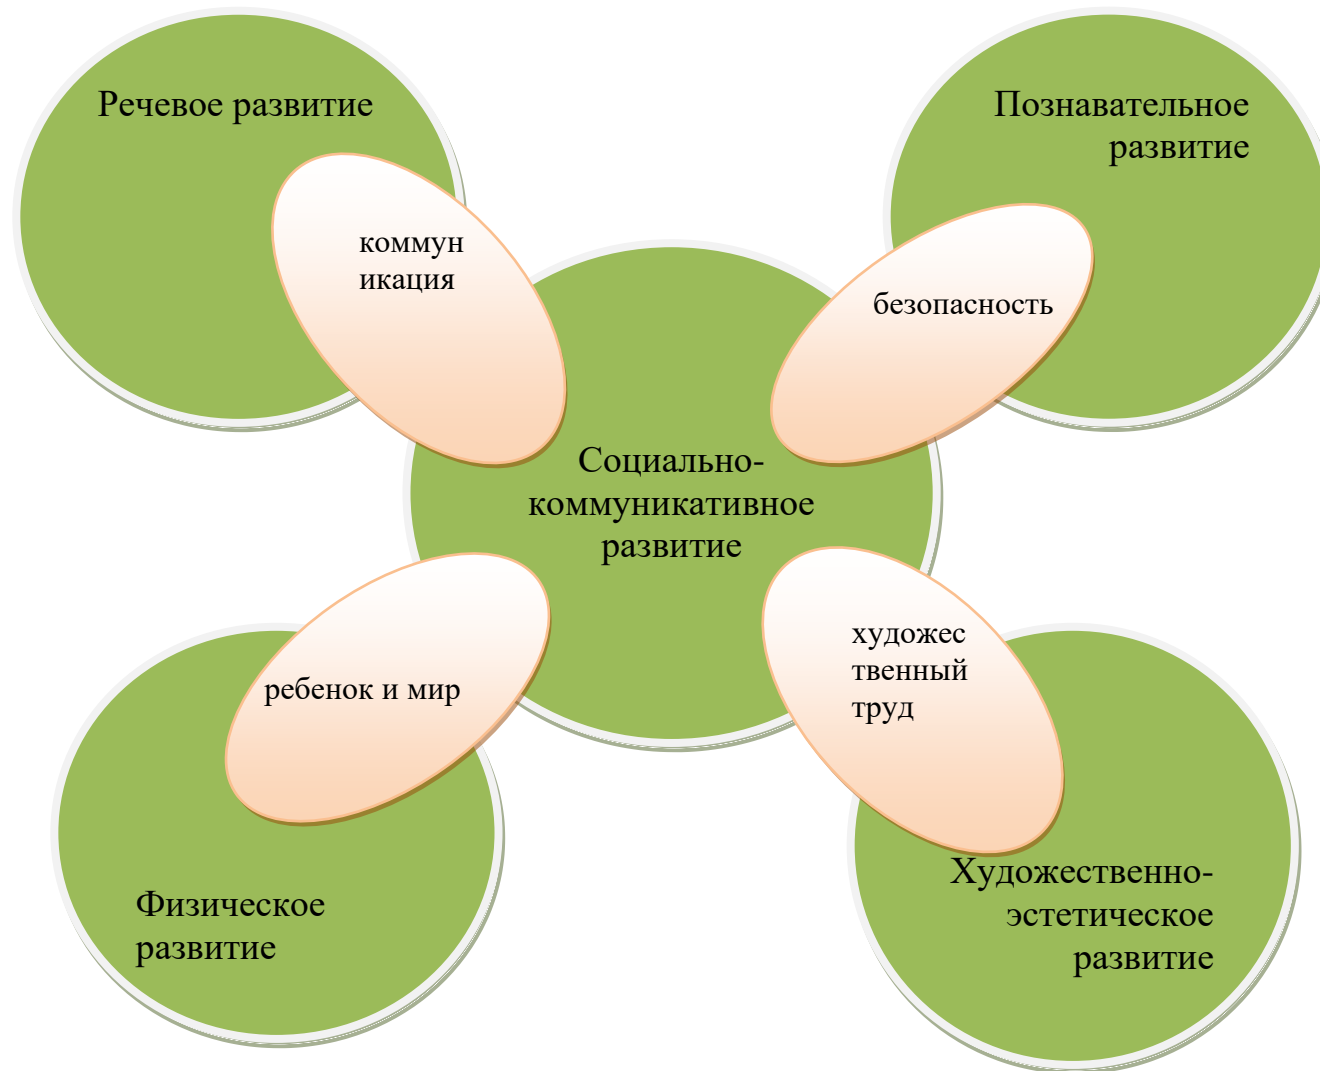 Речевое развитие
Познавательное
развитие
коммун
икация
безопасность
Социально-
коммуникативное
развитие
ребенок и мир
художес
твенный
труд
Физическое
развитие
Художественно-
эстетическое
развитие